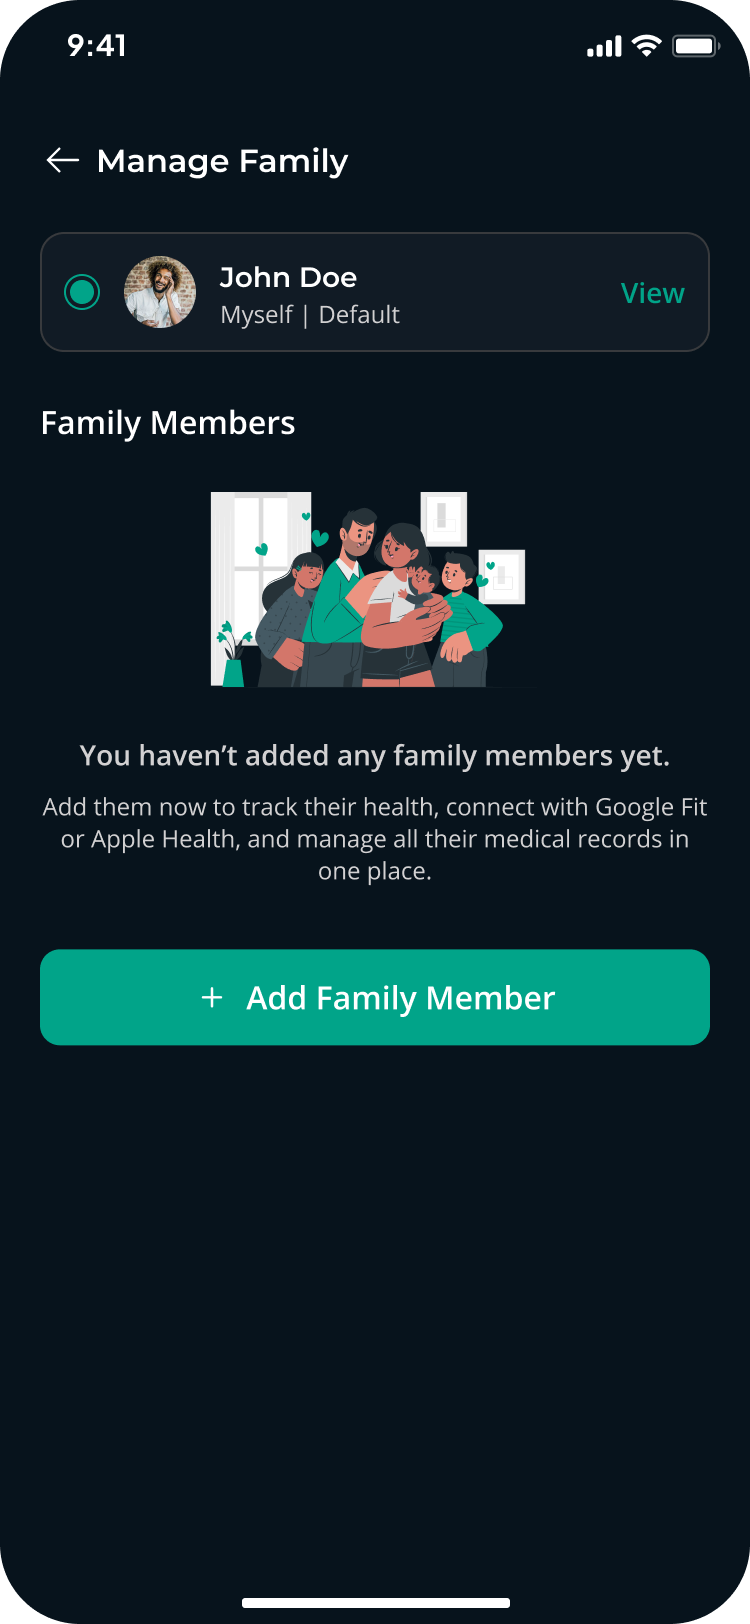 9:41
Manage Family
John Doe
Myself | Default
View
Family Members
You haven’t added any family members yet.
Add them now to track their health, connect with Google Fit
or Apple Health, and manage all their medical records in
one place.
+ Add Family Member